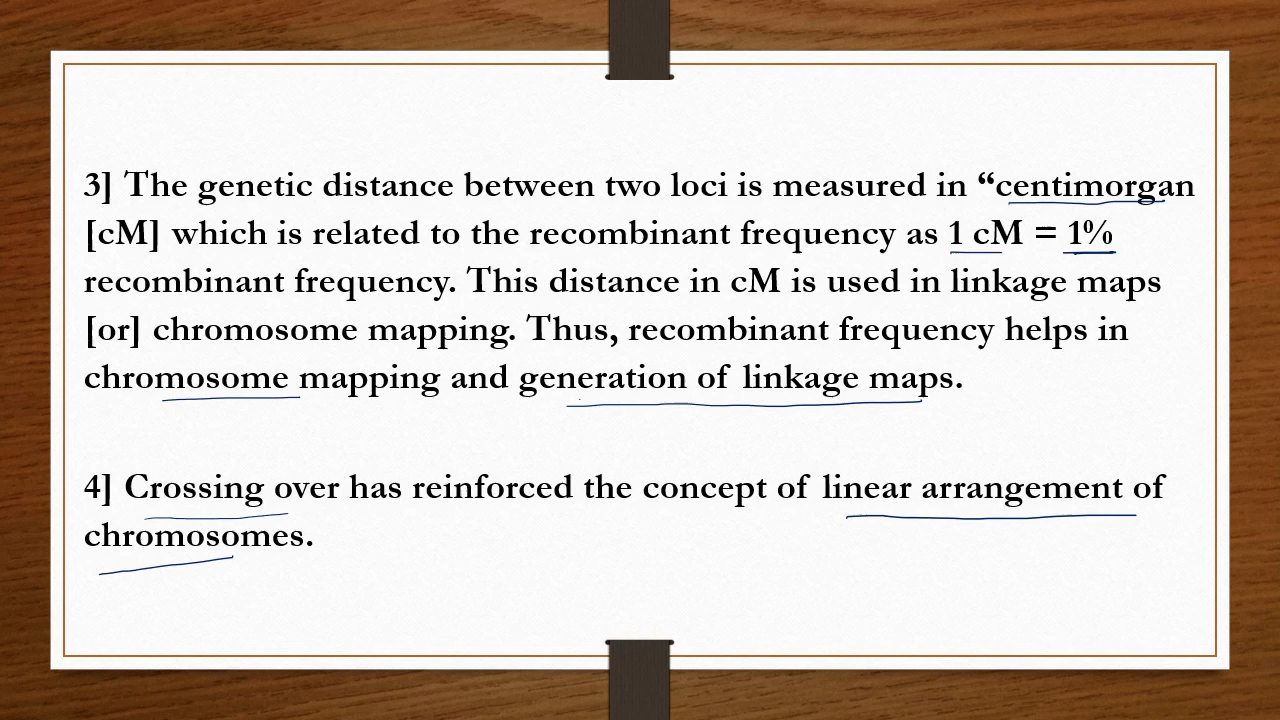 3] The genetic distance between two loci is measured in “centimorgan
[cM] which is related to the recombinant frequency as 1 cM = 1%
recombinant frequency. This distance in cM is used in linkage maps
[or] chromosome mapping. Thus, recombinant frequency helps in
chromosome mapping and generation of linkage maps.
4] Crossing over has reinforced the concept of linear arrangement of
chromosomes.